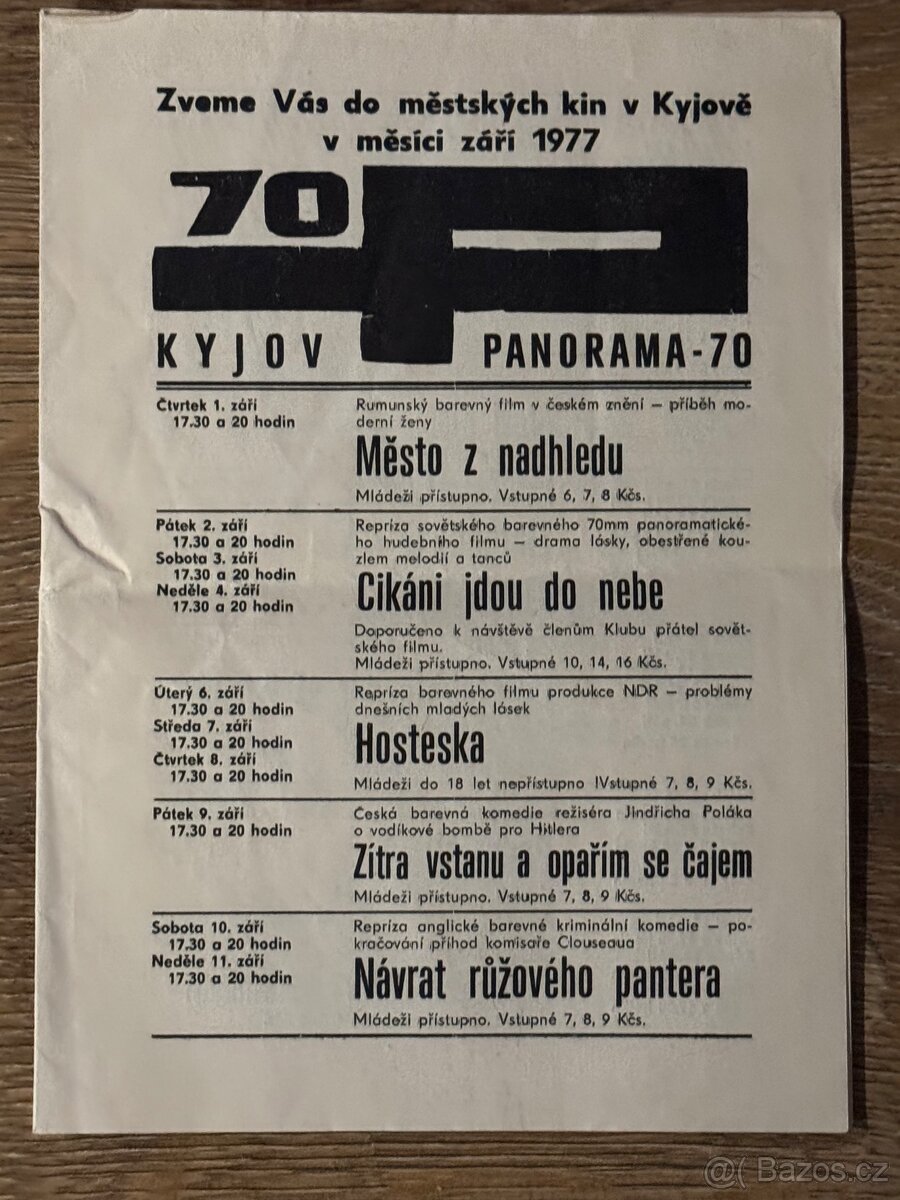 Zveme Vás do městských kin v Kyjově
v měsíci září 1977
70
KYJOV PANORAMA-70
Čtvrtek 1. září
17.30 a 20 hodin
Rumunský barevný film v českém znění – příběh mo-
derní ženy
Město z nadhledu
Mládeži přístupno. Vstupné 6, 7, 8 Kčs.
Pátek 2. září
17.30 a 20 hodin
Sobota 3. září
17.30 a 20 hodin
Neděle 4. září
17.30 a 20 hodin
Repríza sovětského barevného 70mm panoramatické-
ho hudebního filmu – drama lásky, obestřené kou-
zlem melodií a tanců
Cikáni jdou do nebe
Doporučeno k návštěvě členům Klubu přátel sovět-
ského filmu.
Mládeži přístupno. Vstupné 10, 14, 16 Kčs.
Úterý 6. září
17.30 a 20 hodin
Středa 7. září
17.30 a 20 hodin
Čtvrtek 8. září
17.30 a 20 hodin
Repríza barevného filmu produkce NDR – problémy
dnešních mladých lásek
Hosteska
Mládeži do 18 let nepřístupno !Vstupné 7, 8, 9 Kčs.
Pátek 9. září
17.30 a 20 hodin
Česká barevná komedie režiséra Jindřicha Poláka
o vodíkové bombě pro Hitlera
Zítra vstanu a opařím se čajem
Mládeži přístupno. Vstupné 7, 8, 9 Kčs.
Sobota 10. září
17.30 a 20 hodin
Neděle 11. září
17.30 a 20 hodin
Repríza anglické barevné kriminální komedie – po-
kračování příhod komisaře Clouseaua
Návrat růžového pantera
Mládeži přístupno. Vstupné 7, 8, 9 Kčs.
@( Bazos.cz